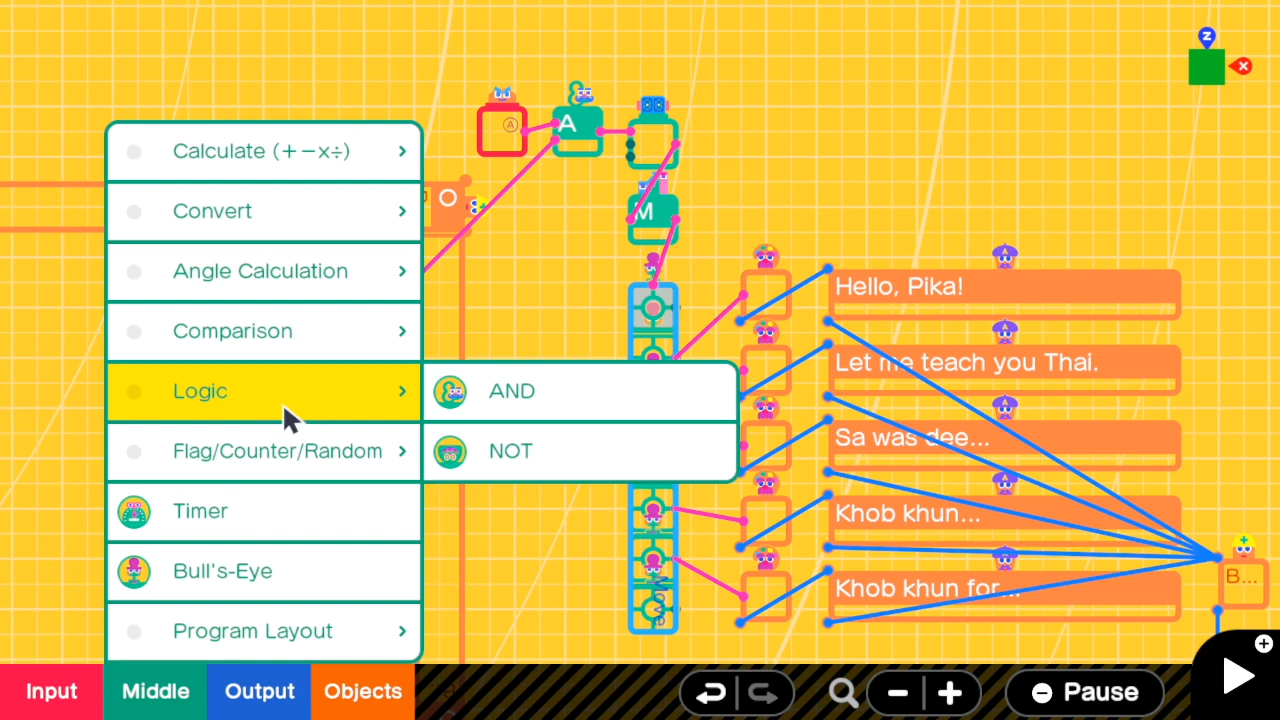 Z
X
A
A
M
O
Calculate (+−×÷)
Convert
Angle Calculation
Comparison
Logic
AND
NOT
Flag/Counter/Random
Timer
Bull's-Eye
Program Layout
Hello, Pika!
Let me teach you Thai.
Sa was dee...
Khob khun...
Khob khun for...
Move
B...
Input
Middle
Output
Objects
Pause